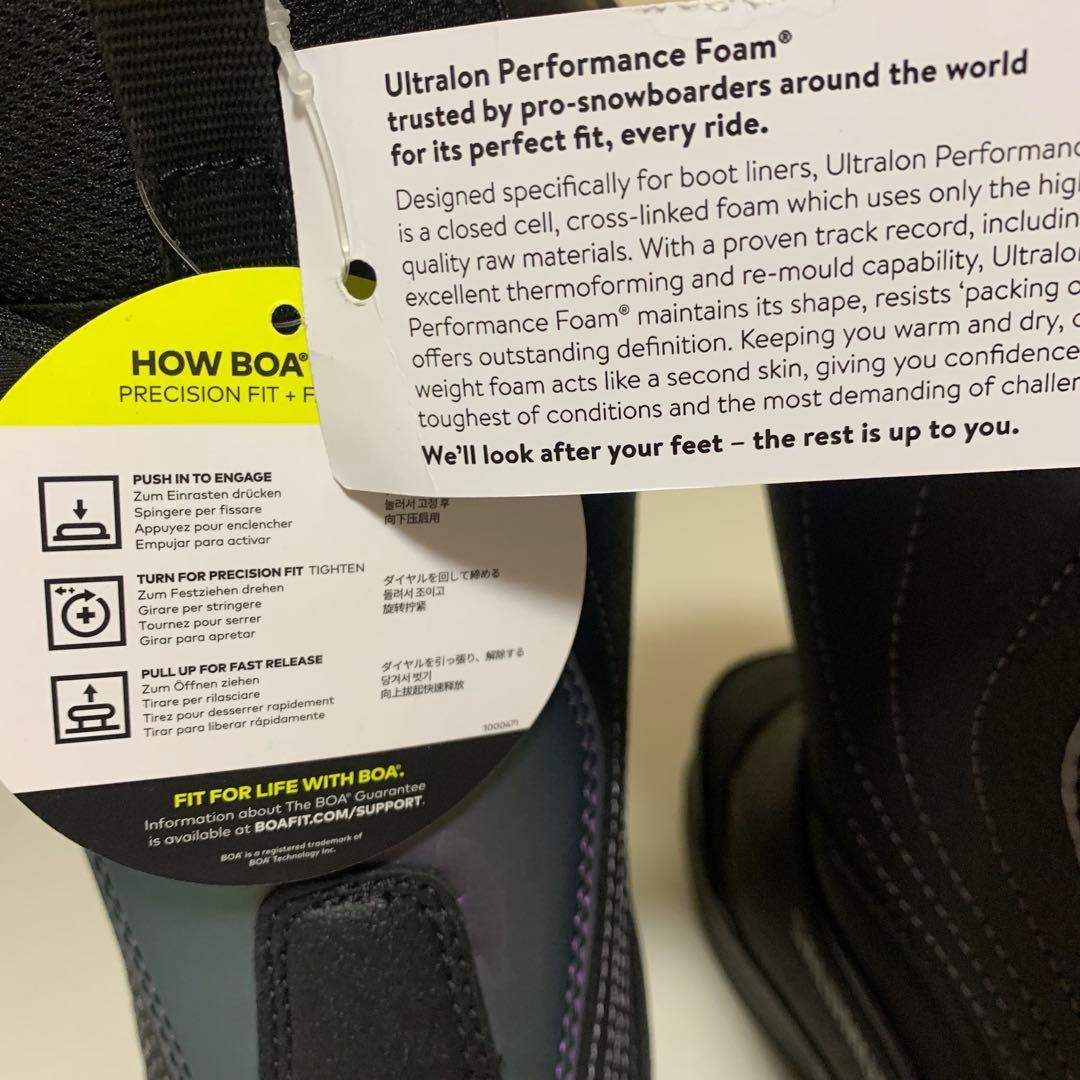 Ultralon Performance Foam®
trusted by pro-snowboarders around the world
for its perfect fit, every ride.
Designed specifically for boot liners, Ultralon
is a closed cell, cross-linked foam which uses only the
quality raw materials. With a proven track record,
excellent thermoforming and re-mould capability,
Performance Foam® maintains its shape, resists ‘packing
offers outstanding definition. Keeping you warm and dry,
weight foam acts like a second skin, giving you confidence
toughest of conditions and the most demanding of
We’ll look after your feet – the rest is up to you.
HOW BOA®
PRECISION FIT + F
PUSH IN TO ENGAGE
Zum Einrasten drücken
Spingere per fissare
Appuyez pour enclencher
Empujar para activar
눌러서 고정 후
向下压启用
TURN FOR PRECISION FIT TIGHTEN
Zum Festziehen drehen
Girare per stringere
Tournez pour serrer
Girar para apretar
ダイヤルを回して締める
돌려서 조이고
旋转拧紧
PULL UP FOR FAST RELEASE
Zum Öffnen ziehen
Tirare per rilasciare
Tirez pour desserrer rapidement
Tirar para liberar rápidamente
ダイヤルを引っ張り、解除する
당겨서 벗기
向上拔起快速释放
1000671
FIT FOR LIFE WITH BOA®.
Information about The BOA® Guarantee
is available at BOAFIT.COM/SUPPORT.
BOA® is a registered trademark of
BOA® Technology Inc.